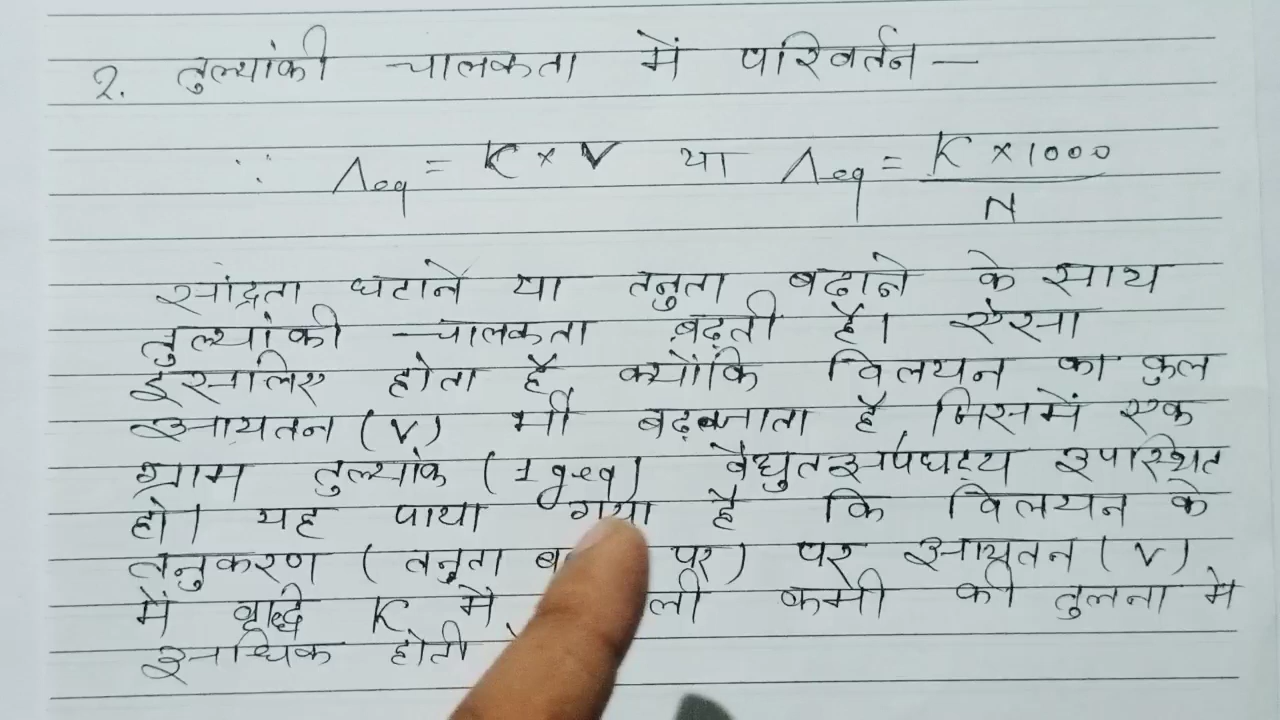 2. तुल्यांकी चालकता में परिवर्तन —
∵ Λeq = K × V या Λeq = K × 1000 / N
सांद्रता घटाने या तनुता बढाने के साथ
तुल्यांकी चालकता बढ़ती है। ऐसा
इसलिए होता है क्योंकि विलयन का कुल
आयतन (V) भी बढ़ जाता है जिसमें एक
ग्राम तुल्यांक (1 g-eq) वैधुतअपघट्य उपस्थित
हो। यह पाया गया है कि विलयन के
तनुकरण (तनुता पर) पर आयतन (V)
में वृद्धि K में कमी की तुलना में
अधिक होती